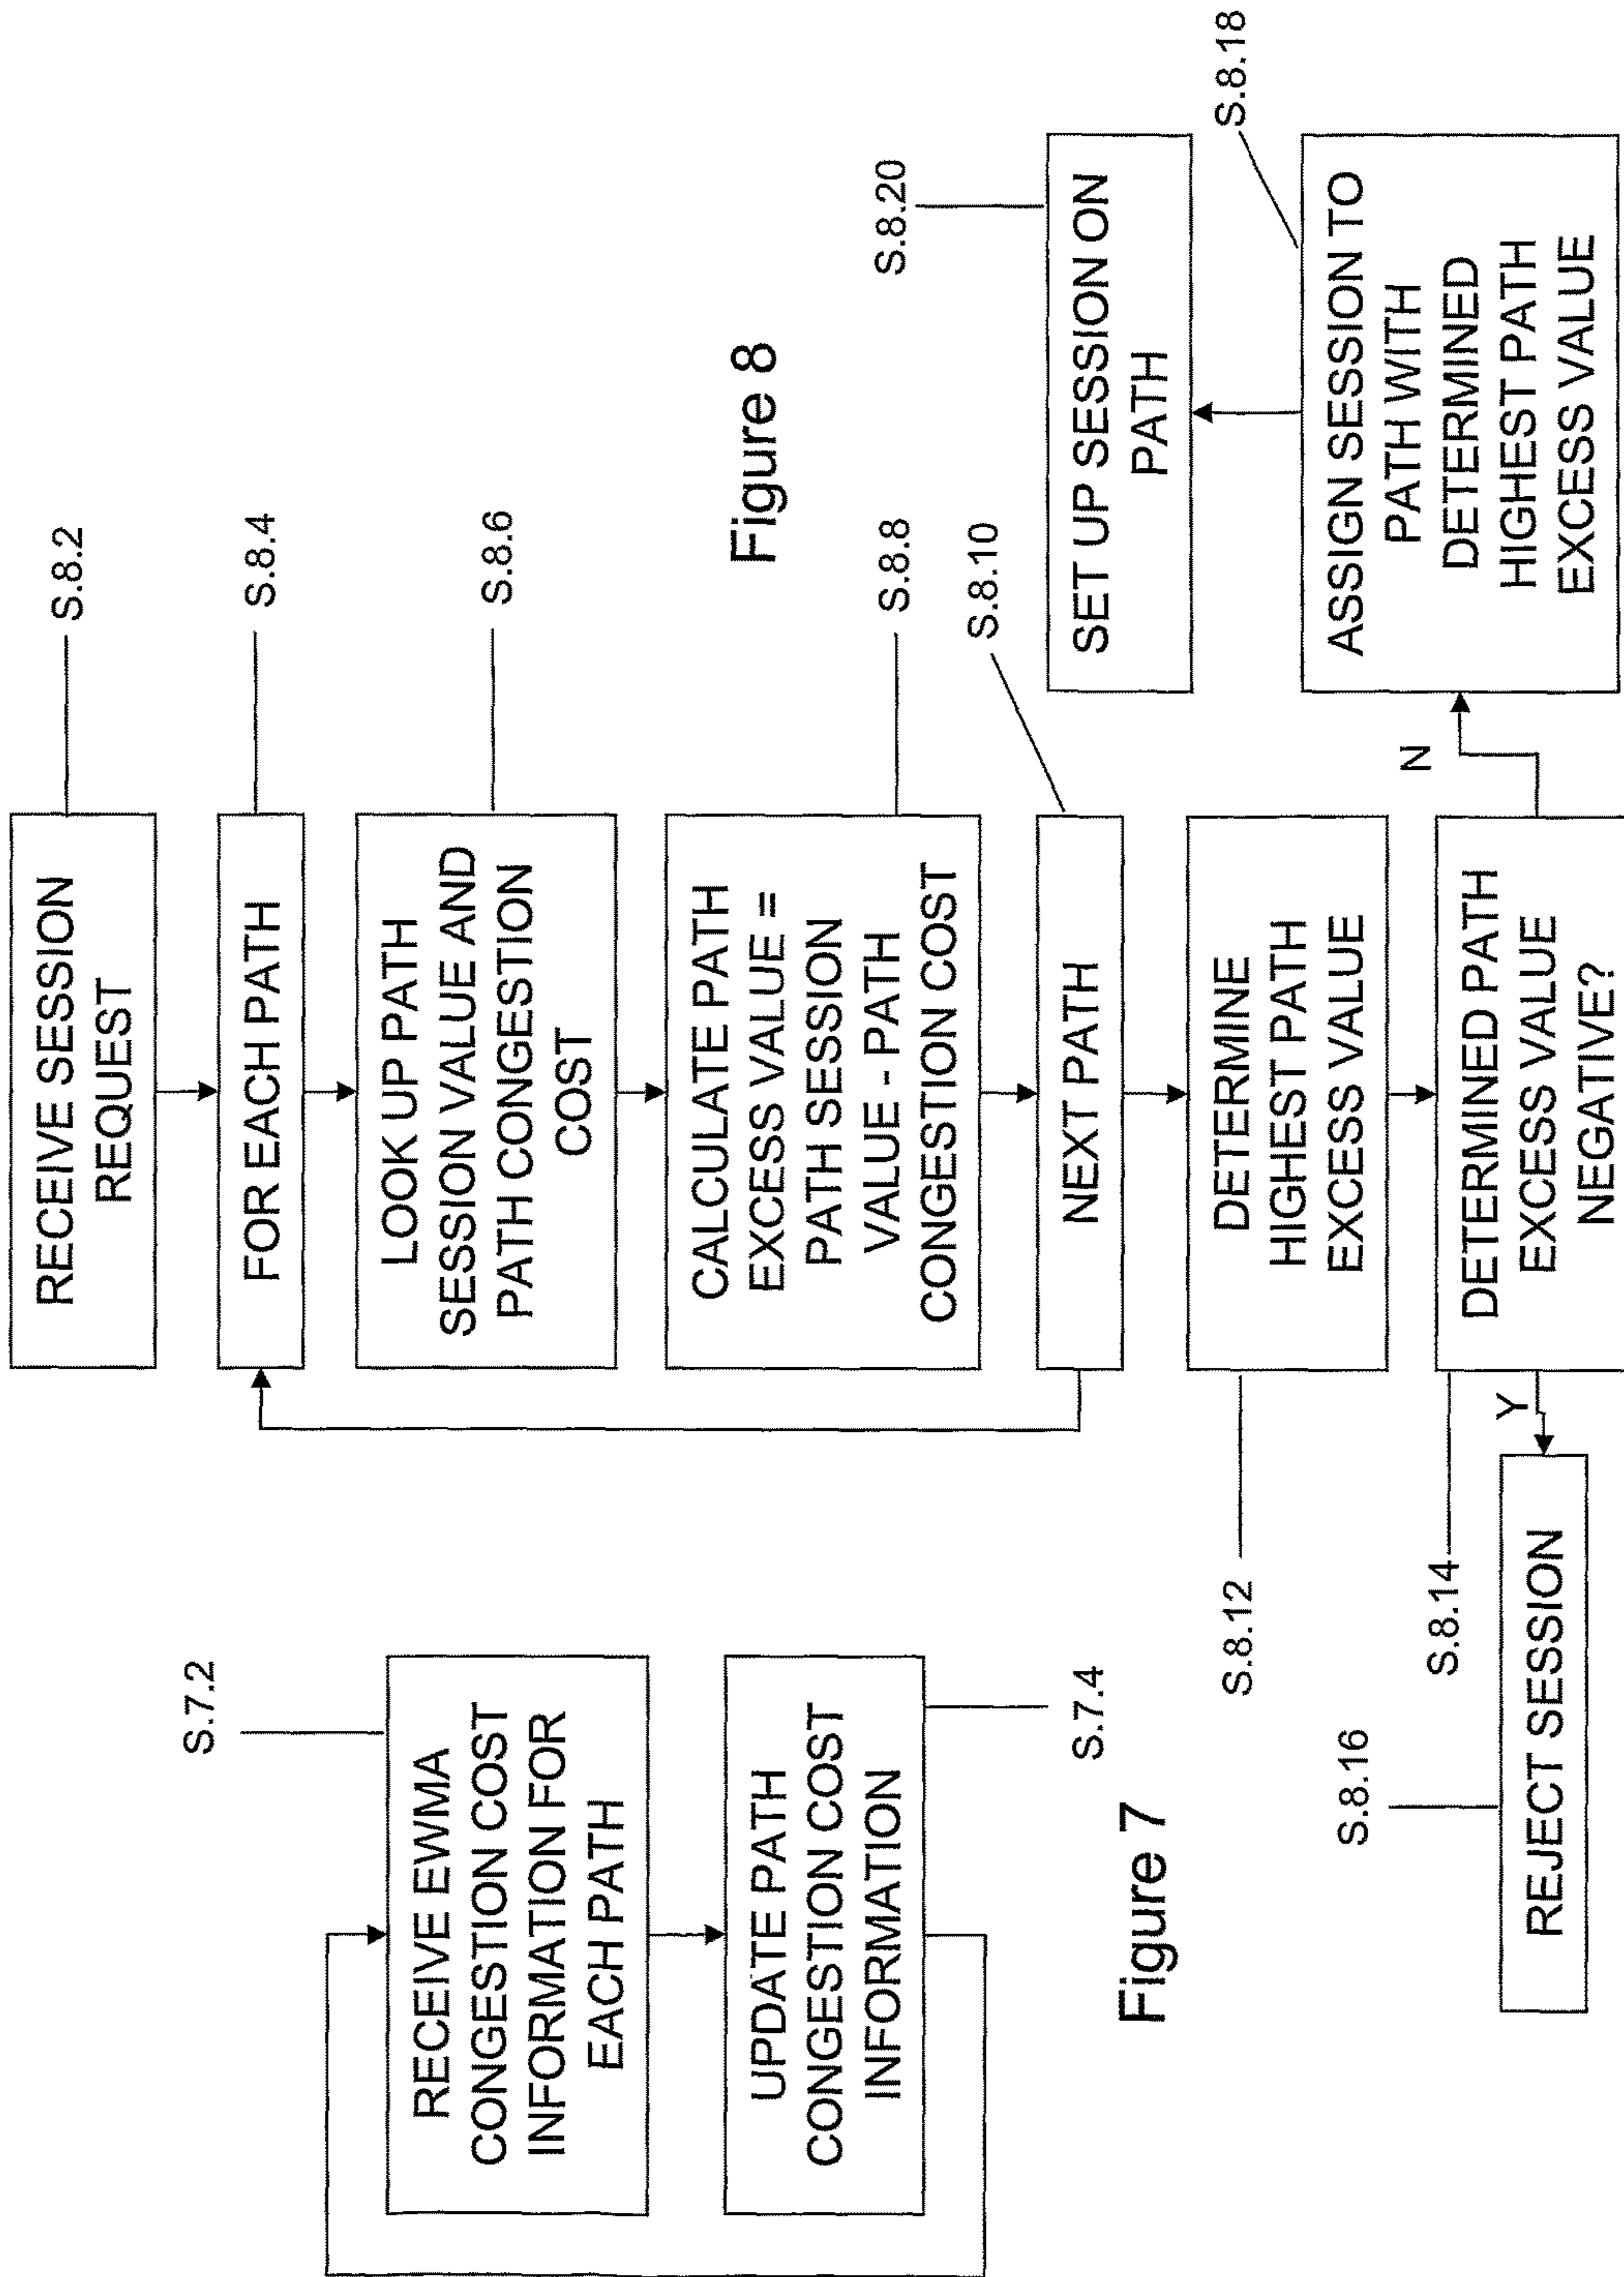 S.7.2
RECEIVE EWMA
CONGESTION COST
INFORMATION FOR
EACH PATH
UPDATE PATH
CONGESTION COST
INFORMATION
S.7.4
Figure 7
RECEIVE SESSION
REQUEST
S.8.2
FOR EACH PATH
S.8.4
LOOK UP PATH
SESSION VALUE AND
PATH CONGESTION
COST
S.8.6
CALCULATE PATH
EXCESS VALUE =
PATH SESSION
VALUE - PATH
CONGESTION COST
S.8.8
NEXT PATH
S.8.10
DETERMINE
HIGHEST PATH
EXCESS VALUE
S.8.12
DETERMINED PATH
EXCESS VALUE
NEGATIVE?
S.8.14
Y
N
REJECT SESSION
S.8.16
ASSIGN SESSION TO
PATH WITH
DETERMINED
HIGHEST PATH
EXCESS VALUE
S.8.18
SET UP SESSION ON
PATH
S.8.20
Figure 8